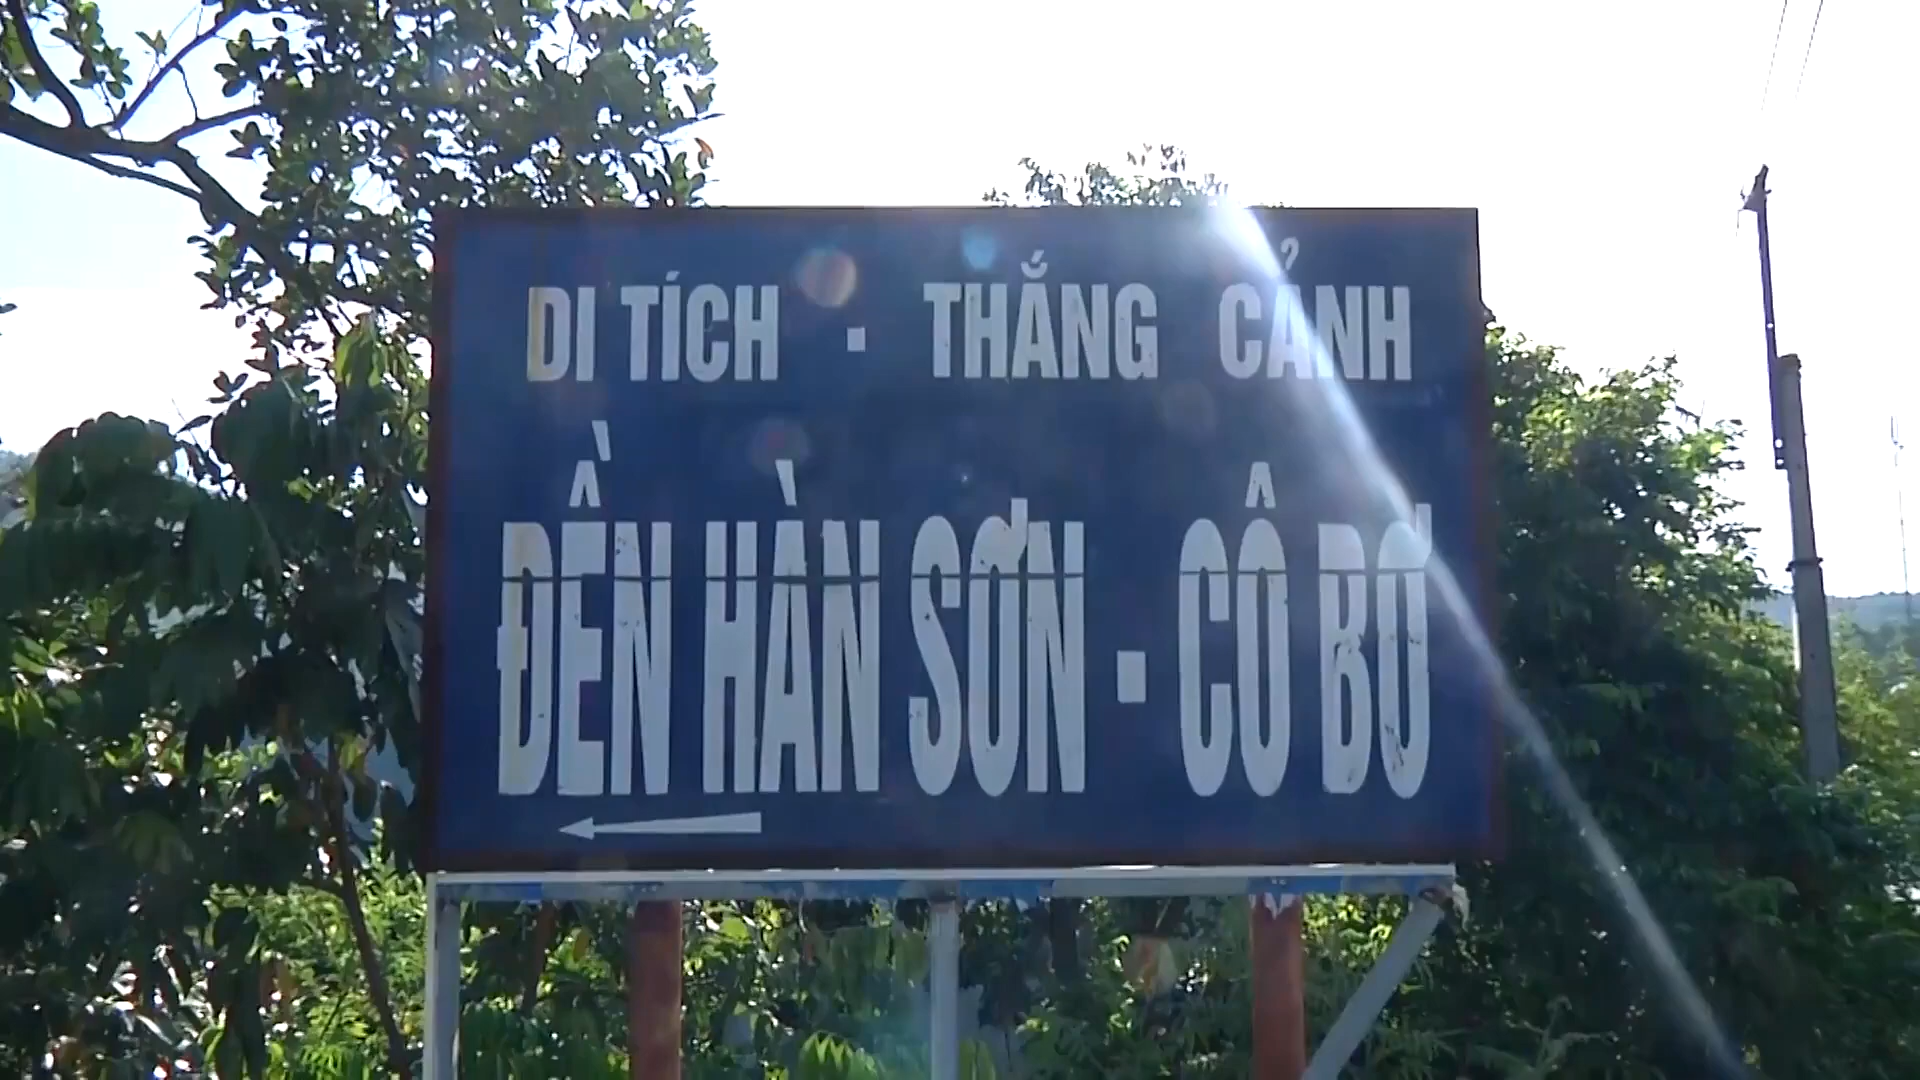 DI TÍCH · THẮNG CẢNH
ĐỀN HÀN SƠN - CÔ BƠ